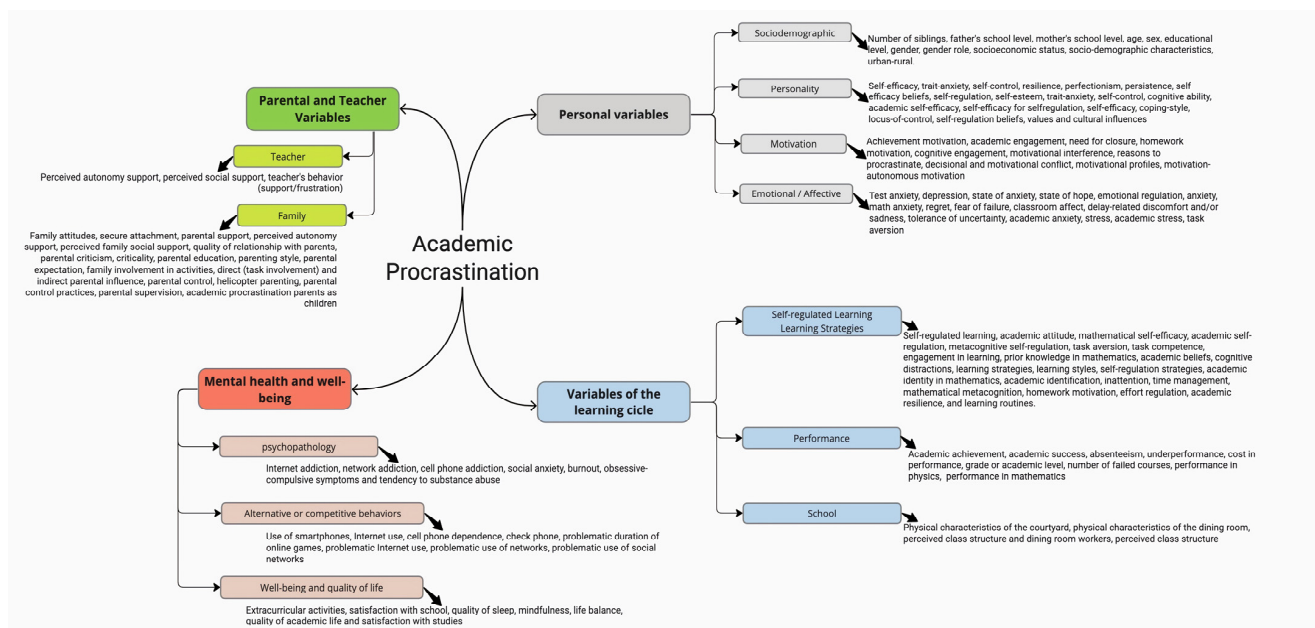 Academic
Procrastination
Parental and Teacher
Variables
Teacher
Perceived autonomy support, perceived social support, teacher's behavior
(support/frustration)
Family
Family attitudes, secure attachment, parental support, perceived autonomy
support, perceived family social support, quality of relationship with parents,
parental criticism, criticality, parental education, parenting style, parental
expectation, family involvement in activities, direct (task involvement) and
indirect parental influence, parental control, helicopter parenting, parental
control practices, parental supervision, academic procrastination parents as
children
Personal variables
Sociodemographic
Number of siblings, father's school level, mother's school level, age, sex, educational
level, gender, gender role, socioeconomic status, socio-demographic characteristics,
urban-rural
Personality
Self-efficacy, trait-anxiety, self-control, resilience, perfectionism, persistence, self
efficacy beliefs, self-regulation, self-esteem, trait-anxiety, self-control, cognitive ability,
academic self-efficacy, self-efficacy for selfregulation, self-efficacy, coping-style,
locus-of-control, self-regulation beliefs, values and cultural influences
Motivation
Achievement motivation, academic engagement, need for closure, homework
motivation, cognitive engagement, motivational interference, reasons to
procrastinate, decisional and motivational conflict, motivational profiles, motivation-
autonomous motivation
Emotional / Affective
Test anxiety, depression, state of anxiety, state of hope, emotional regulation, anxiety,
math anxiety, regret, fear of failure, classroom affect, delay-related discomfort and/or
sadness, tolerance of uncertainty, academic anxiety, stress, academic stress, task
aversion
Mental health and well-
being
psychopathology
Internet addiction, network addiction, cell phone addiction, social anxiety, burnout, obsessive-
compulsive symptoms and tendency to substance abuse
Alternative or competitive behaviors
Use of smartphones, Internet use, cell phone dependence, check phone, problematic duration of
online games, problematic Internet use, problematic use of networks, problematic use of social
networks
Well-being and quality of life
Extracurricular activities, satisfaction with school, quality of sleep, mindfulness, life balance,
quality of academic life and satisfaction with studies
Variables of the
learning cicle
Self-regulated Learning
Learning Strategies
Self-regulated learning, academic attitude, mathematical self-efficacy, academic self-
regulation, metacognitive self-regulation, task aversion, task competence,
engagement in learning, prior knowledge in mathematics, academic beliefs, cognitive
distractions, learning strategies, learning styles, self-regulation strategies, academic
identity in mathematics, academic identification, inattention, time management,
mathematical metacognition, homework motivation, effort regulation, academic
resilience, and learning routines.
Performance
Academic achievement, academic success, absenteeism, underperformance, cost in
performance, grade or academic level, number of failed courses, performance in
physics, performance in mathematics
School
Physical characteristics of the courtyard, physical characteristics of the dining room,
perceived class structure and dining room workers, perceived class structure